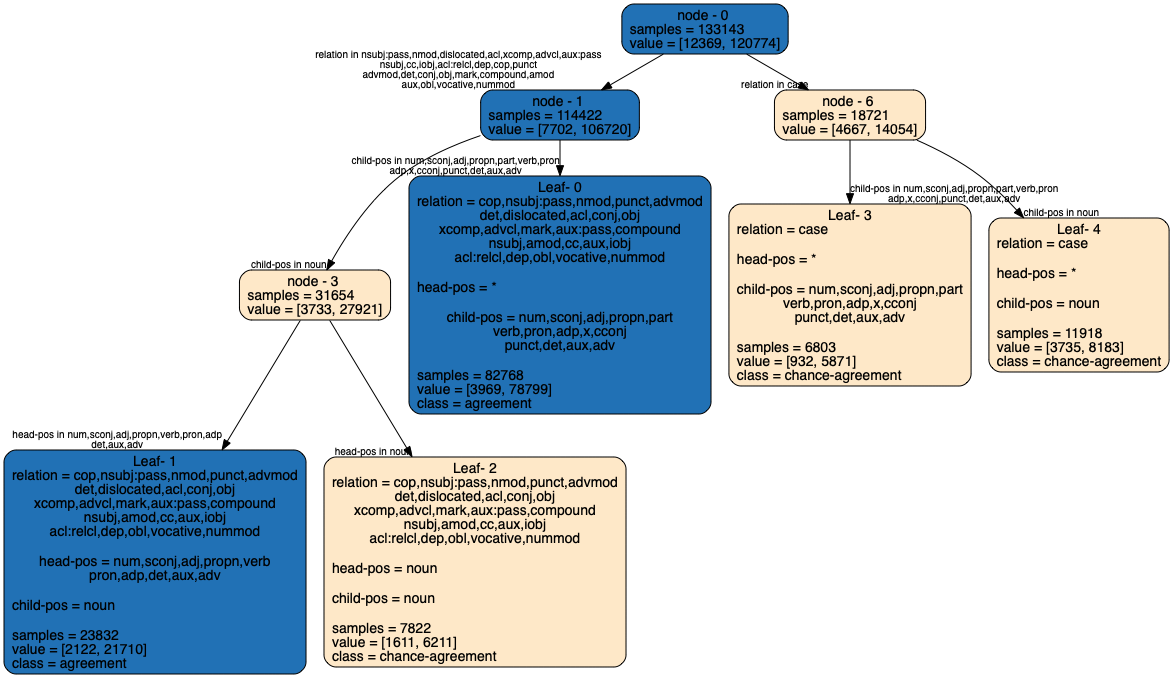 node - 0
samples = 133143
value = [12369, 120774]
relation in nsubj:pass,nmod,dislocated,acl,xcomp,advcl,aux:pass
nsubj,cc,iobj,acl:relcl,dep,cop,punct
advmod,det,conj,obj,mark,compound,amod
aux,obl,vocative,nummod
relation in case
node - 1
samples = 114422
value = [7702, 106720]
node - 6
samples = 18721
value = [4667, 14054]
child-pos in num,sconj,adj,propn,part,verb,pron
adp,x,cconj,punct,det,aux,adv
child-pos in noun
node - 3
samples = 31654
value = [3733, 27921]
Leaf- 0
relation = cop,nsubj:pass,nmod,punct,advmod
det,dislocated,acl,conj,obj
xcomp,advcl,mark,aux:pass,compound
nsubj,amod,cc,aux,iobj
acl:relcl,dep,obl,vocative,nummod
head-pos = *
child-pos = num,sconj,adj,propn,part
verb,pron,adp,x,cconj
punct,det,aux,adv
samples = 82768
value = [3969, 78799]
class = agreement
child-pos in num,sconj,adj,propn,part,verb,pron
adp,x,cconj,punct,det,aux,adv
Leaf- 3
relation = case
head-pos = *
child-pos = num,sconj,adj,propn,part
verb,pron,adp,x,cconj
punct,det,aux,adv
samples = 6803
value = [932, 5871]
class = chance-agreement
child-pos in noun
Leaf- 4
relation = case
head-pos = *
child-pos = noun
samples = 11918
value = [3735, 8183]
class = chance-agreement
head-pos in num,sconj,adj,propn,verb,pron,adp
det,aux,adv
Leaf- 1
relation = cop,nsubj:pass,nmod,punct,advmod
det,dislocated,acl,conj,obj
xcomp,advcl,mark,aux:pass,compound
nsubj,amod,cc,aux,iobj
acl:relcl,dep,obl,vocative,nummod
head-pos = num,sconj,adj,propn,verb
pron,adp,det,aux,adv
child-pos = noun
samples = 23832
value = [2122, 21710]
class = agreement
head-pos in noun
Leaf- 2
relation = cop,nsubj:pass,nmod,punct,advmod
det,dislocated,acl,conj,obj
xcomp,advcl,mark,aux:pass,compound
nsubj,amod,cc,aux,iobj
acl:relcl,dep,obl,vocative,nummod
head-pos = noun
child-pos = noun
samples = 7822
value = [1611, 6211]
class = chance-agreement